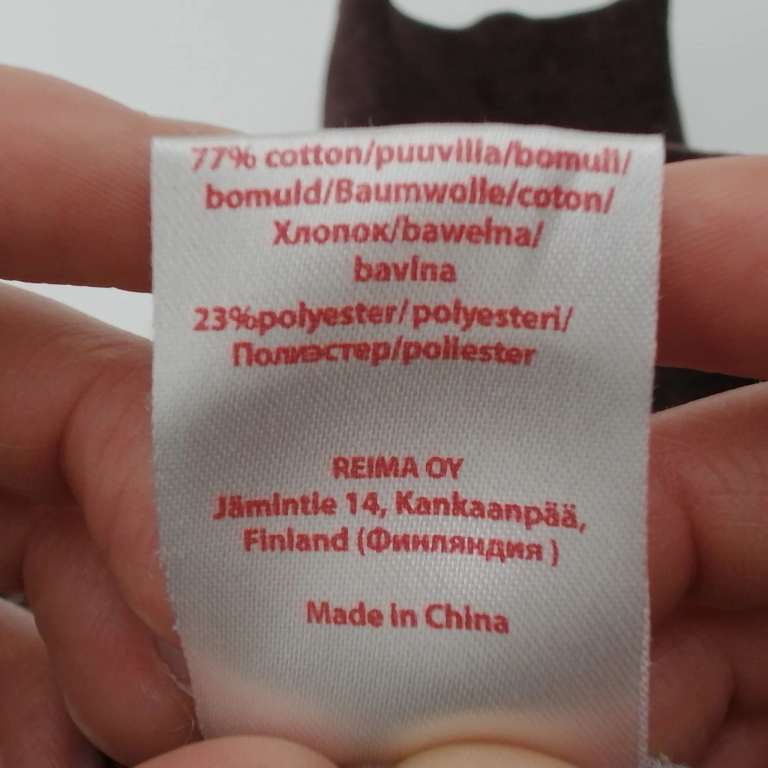 77% cotton/puuvilla/bomull/
bomuld/Baumwolle/coton/
Хлопок/bawełna/
bavlna
23%polyester/polyesteri/
Полиэстер/poliester
REIMA OY
Jämintie 14, Kankaanpää,
Finland (Финляндия )
Made in China